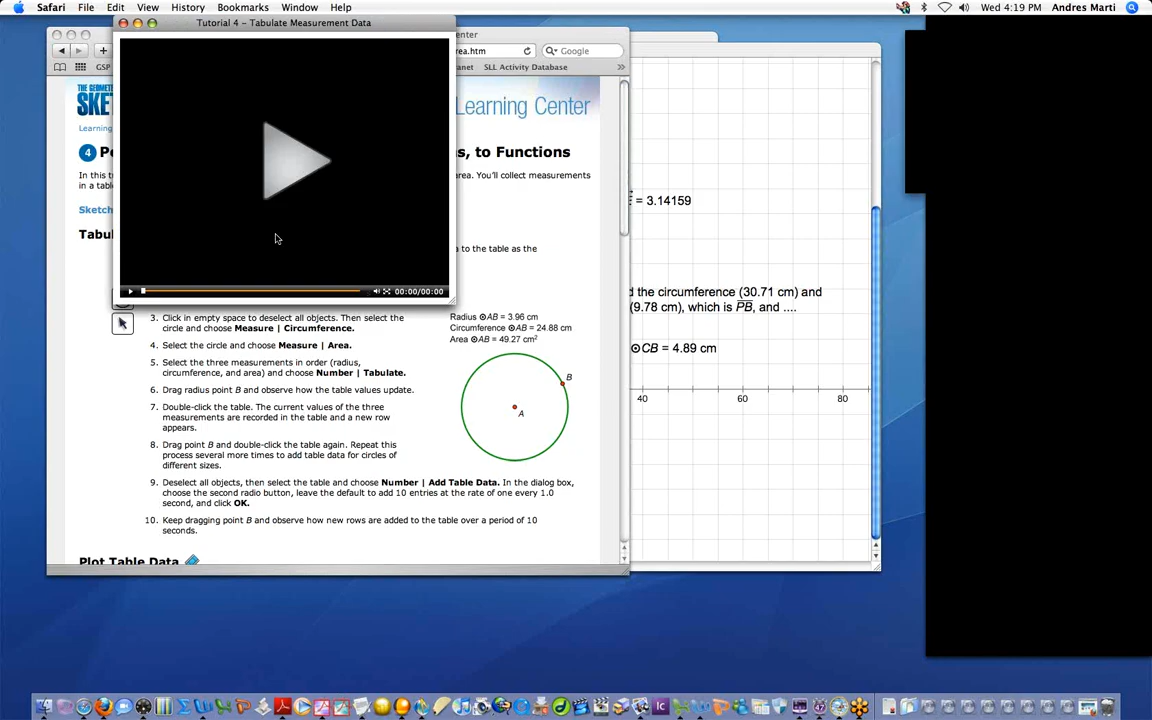 Safari File Edit View History Bookmarks Window Help
Wed 4:19 PM Andres Marti
Tutorial 4 – Tabulate Measurement Data
enter
rea.htm
Google
GSP
anet SLL Activity Database
THE GEOMETE
SKE
Learning Center
Learning
4 Po
s, to Functions
In this tu
area. You'll collect measurements
in a table
Sketch
Tabul
a to the table as the
00:00/00:00
3. Click in empty space to deselect all objects. Then select the
circle and choose Measure | Circumference.
4. Select the circle and choose Measure | Area.
5. Select the three measurements in order (radius,
circumference, and area) and choose Number | Tabulate.
6. Drag radius point B and observe how the table values update.
7. Double-click the table. The current values of the three
measurements are recorded in the table and a new row
appears.
8. Drag point B and double-click the table again. Repeat this
process several more times to add table data for circles of
different sizes.
Radius ⊙AB = 3.96 cm
Circumference ⊙AB = 24.88 cm
Area ⊙AB = 49.27 cm²
B
A
9. Deselect all objects, then select the table and choose Number | Add Table Data. In the dialog box,
choose the second radio button, leave the default to add 10 entries at the rate of one every 1.0
second, and click OK.
10. Keep dragging point B and observe how new rows are added to the table over a period of 10
seconds.
Plot Table Data
= 3.14159
d the circumference (30.71 cm) and
(9.78 cm), which is PB, and ....
⊙CB = 4.89 cm
40 60 80